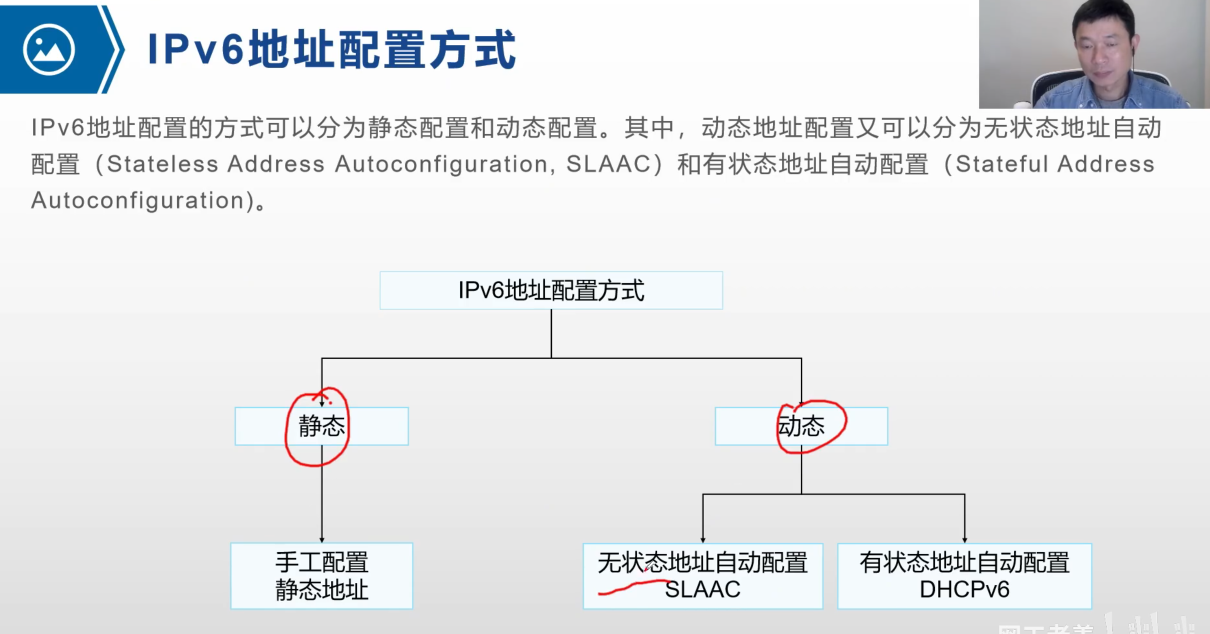 IPv6地址配置方式
IPv6地址配置的方式可以分为静态配置和动态配置。其中，动态地址配置又可以分为无状态地址自动
配置（Stateless Address Autoconfiguration, SLAAC）和有状态地址自动配置（Stateful Address
Autoconfiguration)。
IPv6地址配置方式
静态
动态
手工配置
静态地址
无状态地址自动配置
SLAAC
有状态地址自动配置
DHCPv6